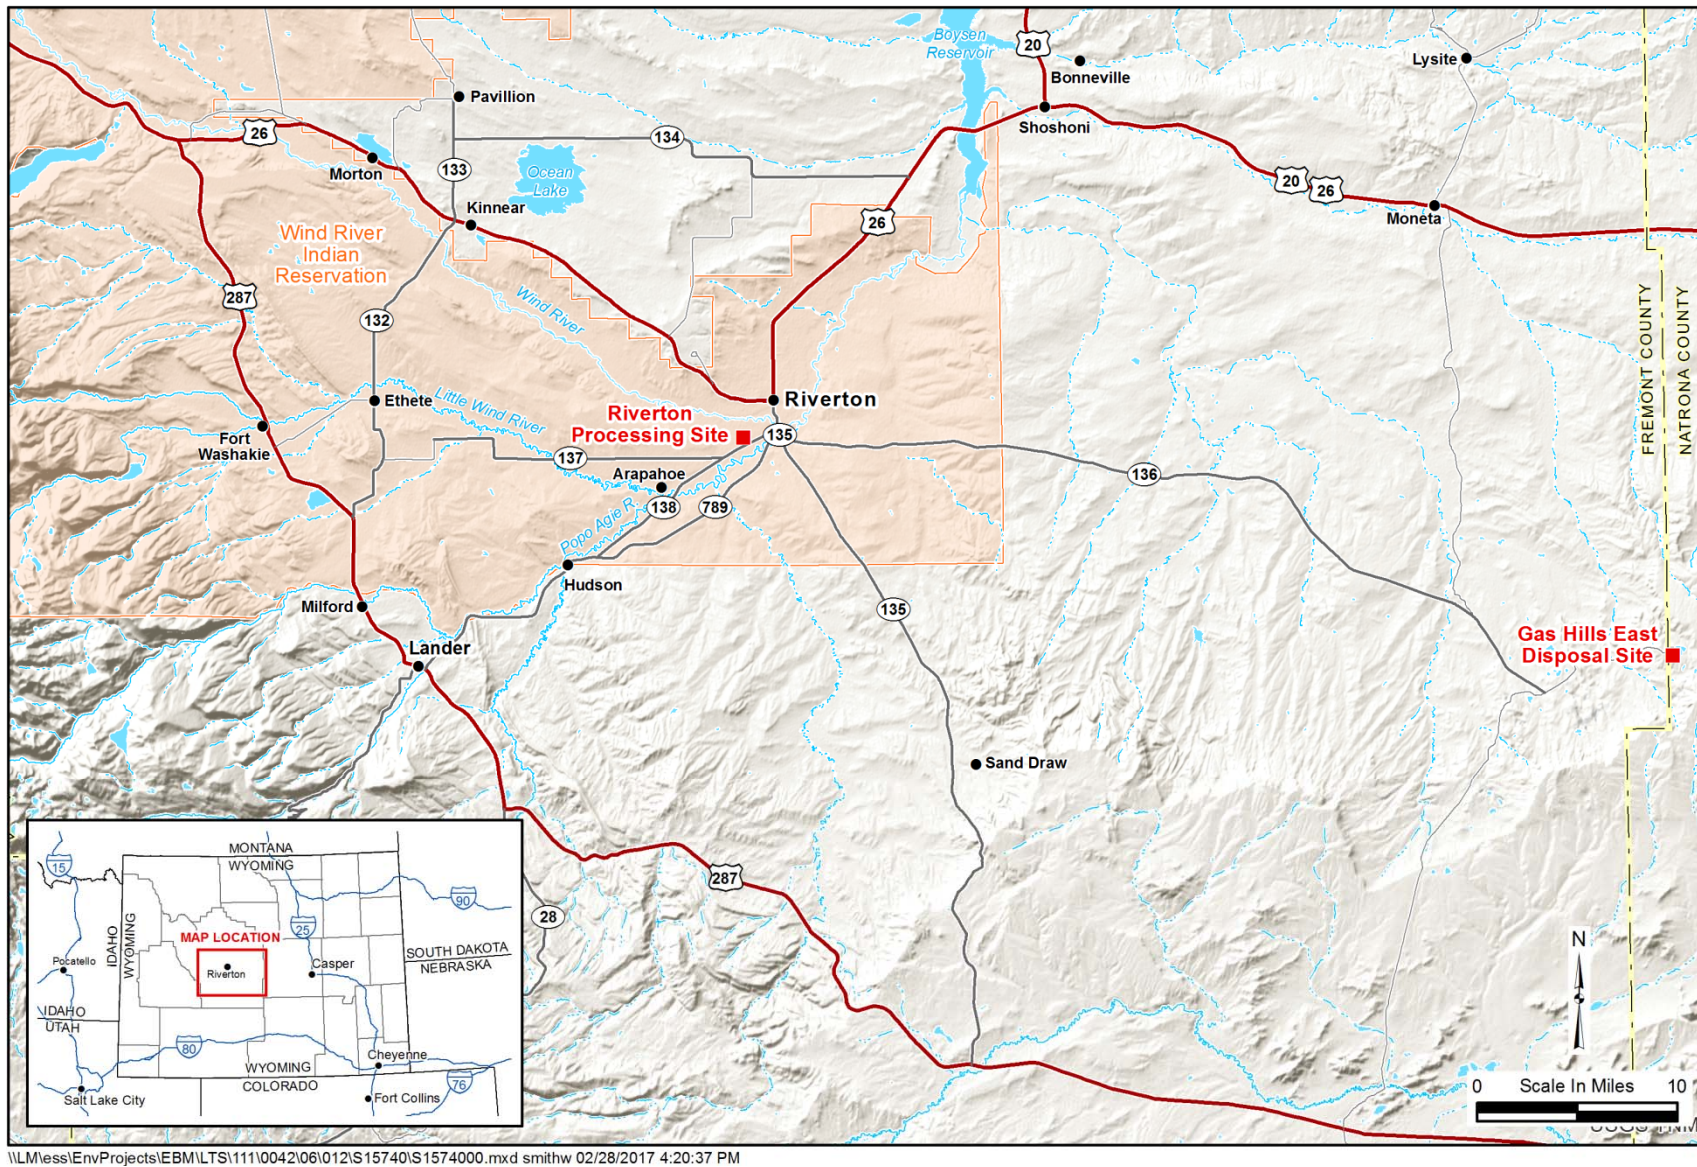 Boysen
Reservoir
20
Bonneville
Lysite
Pavillion
Shoshoni
26
134
Morton
133
Ocean
Lake
20
26
Kinnear
26
Moneta
Wind River
Indian
Reservation
287
Wind River
132
FREMONT COUNTY
NATRONA COUNTY
Ethete
Little Wind River
Riverton
Riverton
Processing Site
135
Fort
Washakie
137
136
Arapahoe
138
789
Popo Agie R.
Hudson
Milford
135
Lander
Gas Hills East
Disposal Site
Sand Draw
287
28
MONTANA
WYOMING
15
90
25
IDAHO
WYOMING
MAP LOCATION
SOUTH DAKOTA
NEBRASKA
Pocatello
Riverton
Casper
IDAHO
UTAH
80
Cheyenne
WYOMING
COLORADO
76
Salt Lake City
Fort Collins
N
0 Scale In Miles 10
\\LM\ess\EnvProjects\EBM\LTS\111\0042\06\012\S15740\S1574000.mxd smithw 02/28/2017 4:20:37 PM